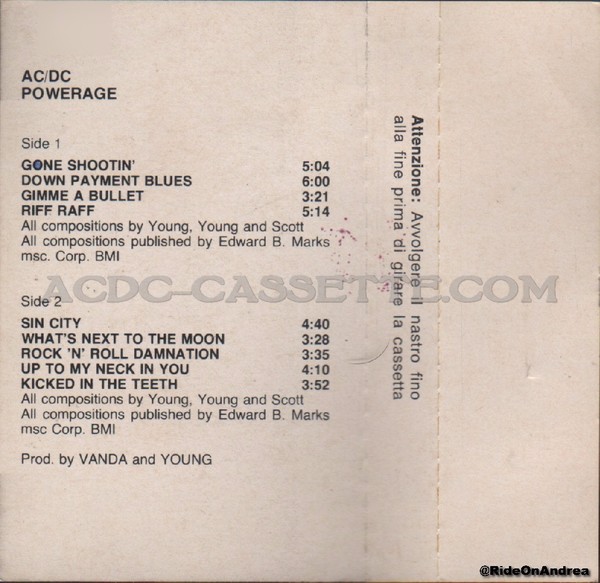 AC/DC
POWERAGE
Side 1
GONE SHOOTIN' 5:04
DOWN PAYMENT BLUES 6:00
GIMME A BULLET 3:21
RIFF RAFF 5:14
All compositions by Young, Young and Scott
All compositions published by Edward B. Marks
msc. Corp. BMI
Side 2
SIN CITY 4:40
WHAT'S NEXT TO THE MOON 3:28
ROCK 'N' ROLL DAMNATION 3:35
UP TO MY NECK IN YOU 4:10
KICKED IN THE TEETH 3:52
All compositions by Young, Young and Scott
All compositions published by Edward B. Marks
msc Corp. BMI
Prod. by VANDA and YOUNG
Attenzione: Avvolgere il nastro fino
alla fine prima di girare la cassetta
ACDC-CASSETTE.COM
@RideOnAndrea